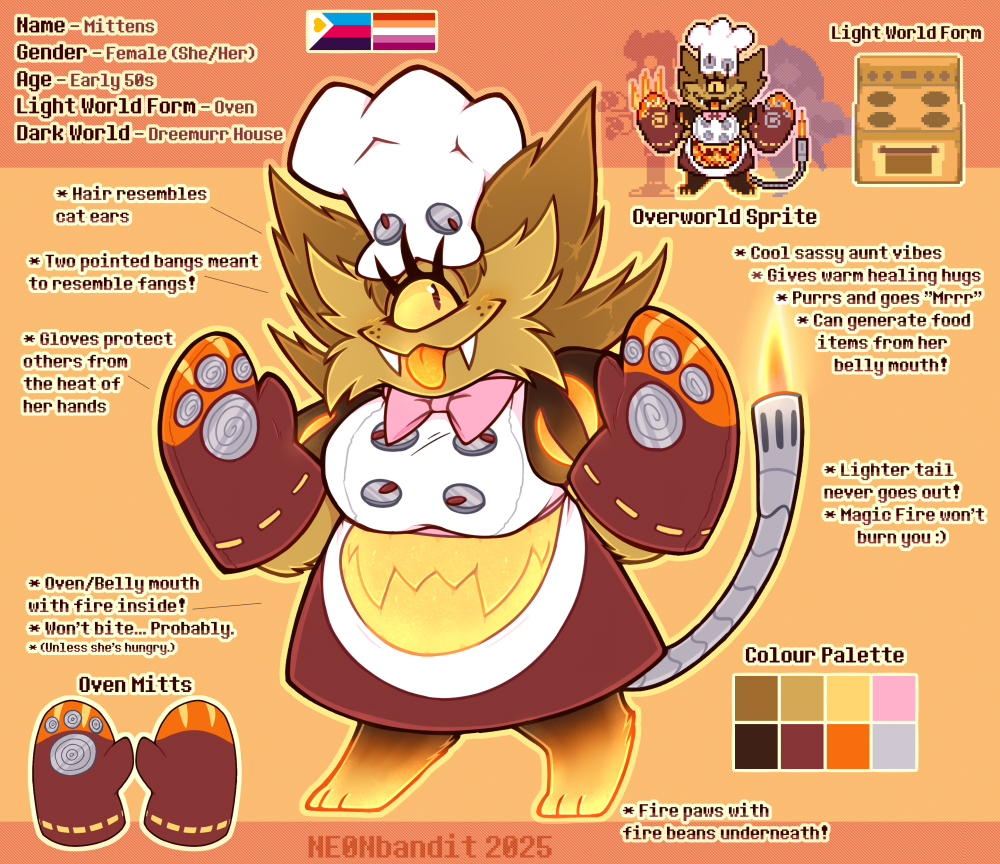 Name - Mittens
Gender - Female (She/Her)
Age - Early 50s
Light World Form - Oven
Dark World - Dreemurr House
* Hair resembles
cat ears
* Two pointed bangs meant
to resemble fangs!
* Gloves protect
others from
the heat of
her hands
* Oven/Belly mouth
with fire inside!
* Won't bite... Probably.
* (Unless she's hungry.)
Oven Mitts
Light World Form
Overworld Sprite
* Cool sassy aunt vibes
* Gives warm healing hugs
* Purrs and goes "Mrrr"
* Can generate food
items from her
belly mouth!
* Lighter tail
never goes out!
* Magic Fire won't
burn you :)
Colour Palette
* Fire paws with
fire beans underneath!
NE0Nbandit 2025